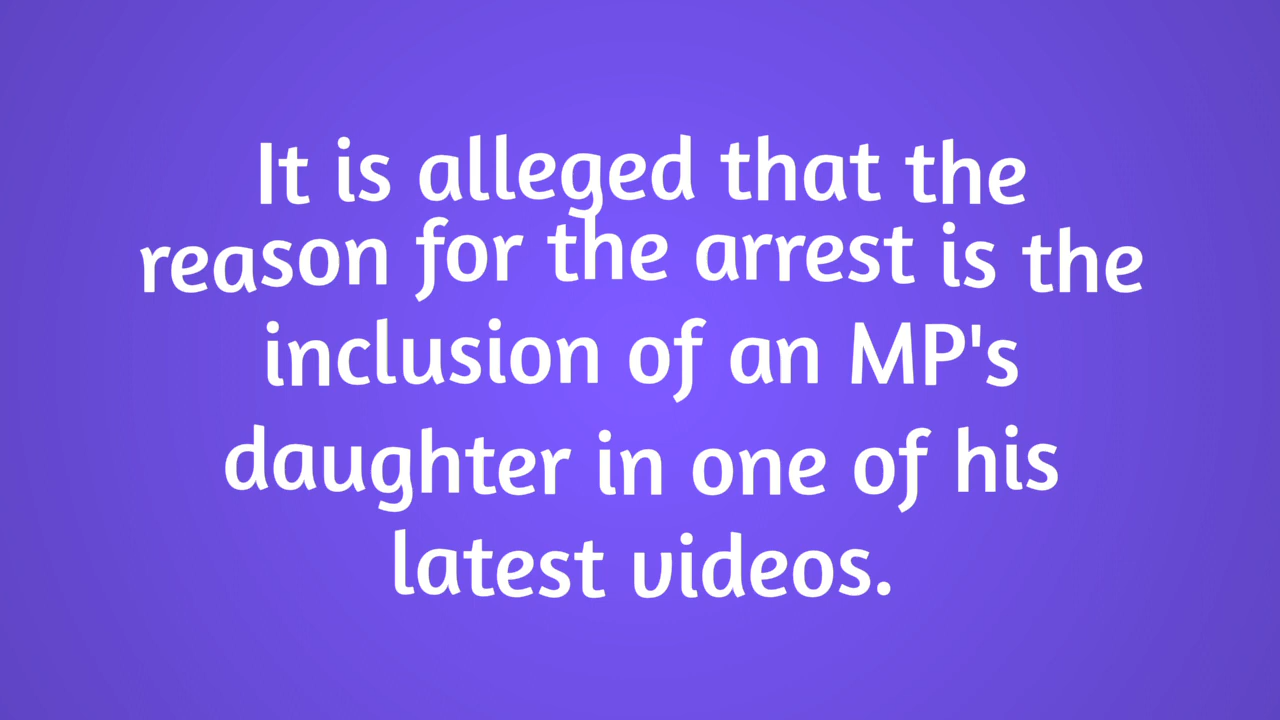 It is alleged that the
reason for the arrest is the
inclusion of an MP's
daughter in one of his
latest videos.